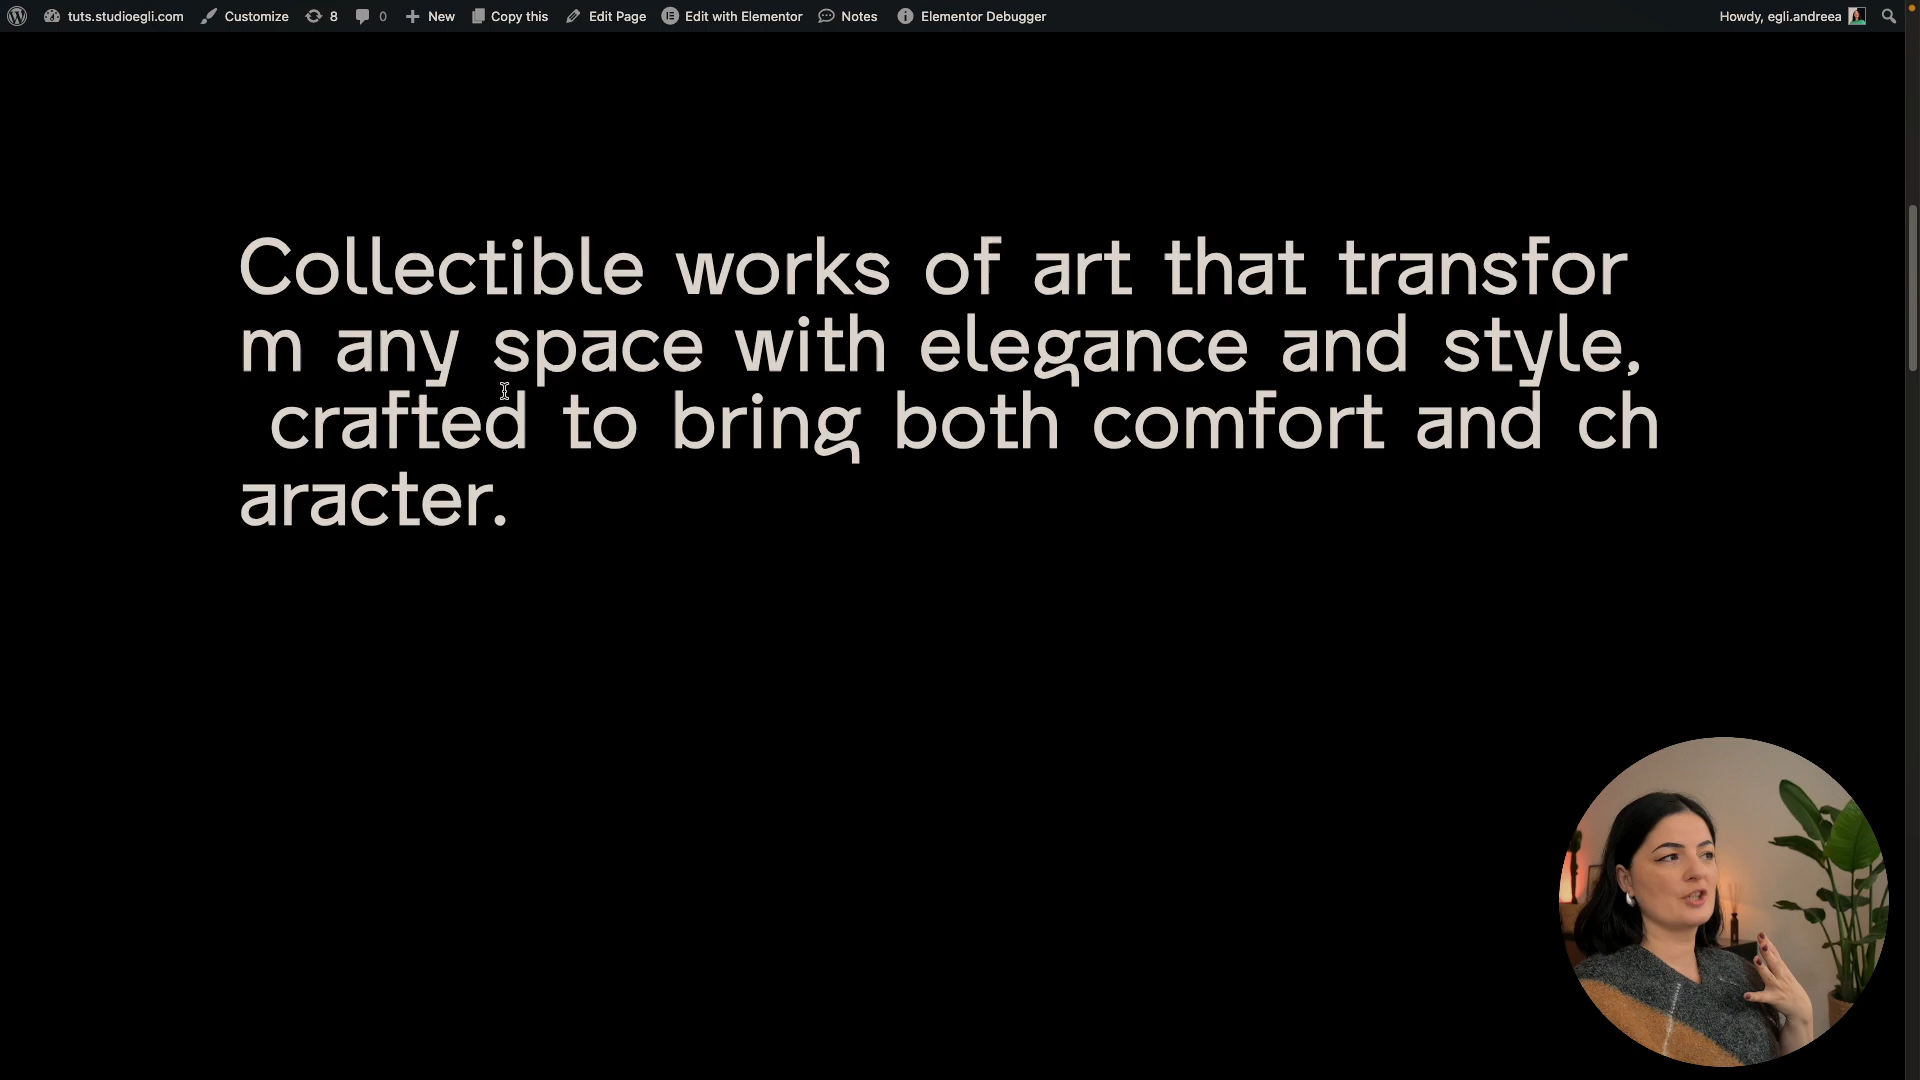 tuts.studioegli.com Customize 8 0 New Copy this Edit Page Edit with Elementor Notes Elementor Debugger Howdy, egli.andreea
Collectible works of art that transfor
m any space with elegance and style,
crafted to bring both comfort and ch
aracter.